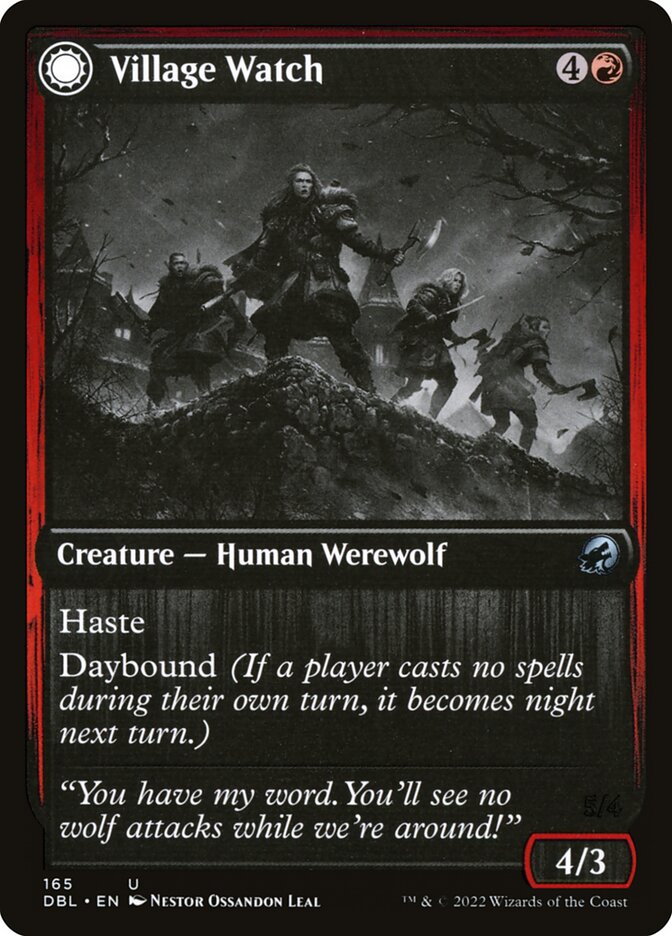 Village Watch
4
Creature — Human Werewolf
Haste
Daybound (If a player casts no spells
during their own turn, it becomes night
next turn.)
“You have my word. You’ll see no
wolf attacks while we’re around!”
5/4
4/3
165 U
DBL • EN Nestor Ossandon Leal
™ & © 2022 Wizards of the Coast